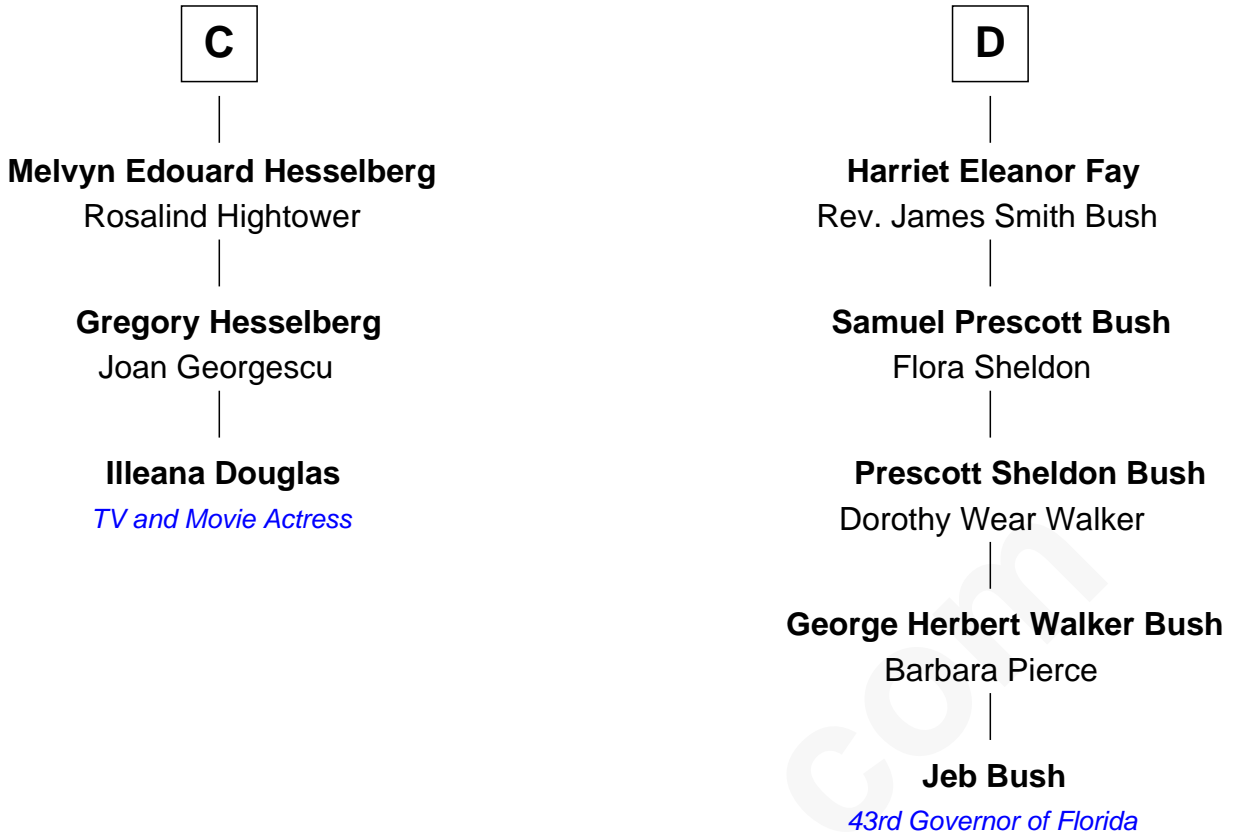 C
Melvyn Edouard Hesselberg
Rosalind Hightower
Gregory Hesselberg
Joan Georgescu
Illeana Douglas
TV and Movie Actress
D
Harriet Eleanor Fay
Rev. James Smith Bush
Samuel Prescott Bush
Flora Sheldon
Prescott Sheldon Bush
Dorothy Wear Walker
George Herbert Walker Bush
Barbara Pierce
Jeb Bush
43rd Governor of Florida
com